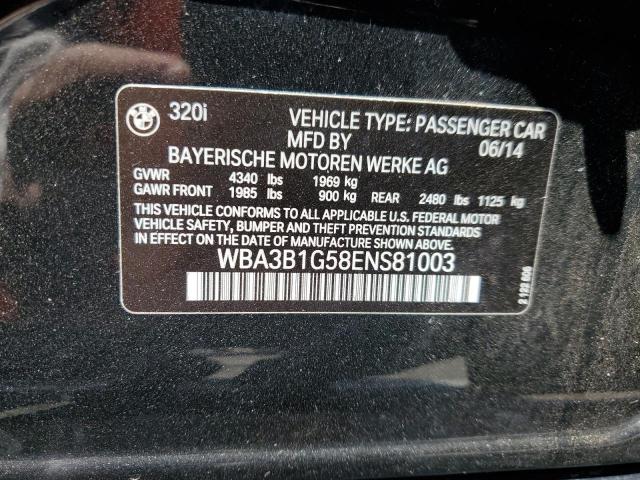 BMW 320i VEHICLE TYPE: PASSENGER CAR
MFD BY 06/14
BAYERISCHE MOTOREN WERKE AG
GVWR 4340 lbs 1969 kg
GAWR FRONT 1985 lbs 900 kg REAR 2480 lbs 1125 kg
THIS VEHICLE CONFORMS TO ALL APPLICABLE U.S. FEDERAL MOTOR
VEHICLE SAFETY, BUMPER, AND THEFT PREVENTION STANDARDS
IN EFFECT ON THE DATE OF MANUFACTURE SHOWN ABOVE.
WBA3B1G58ENS81003